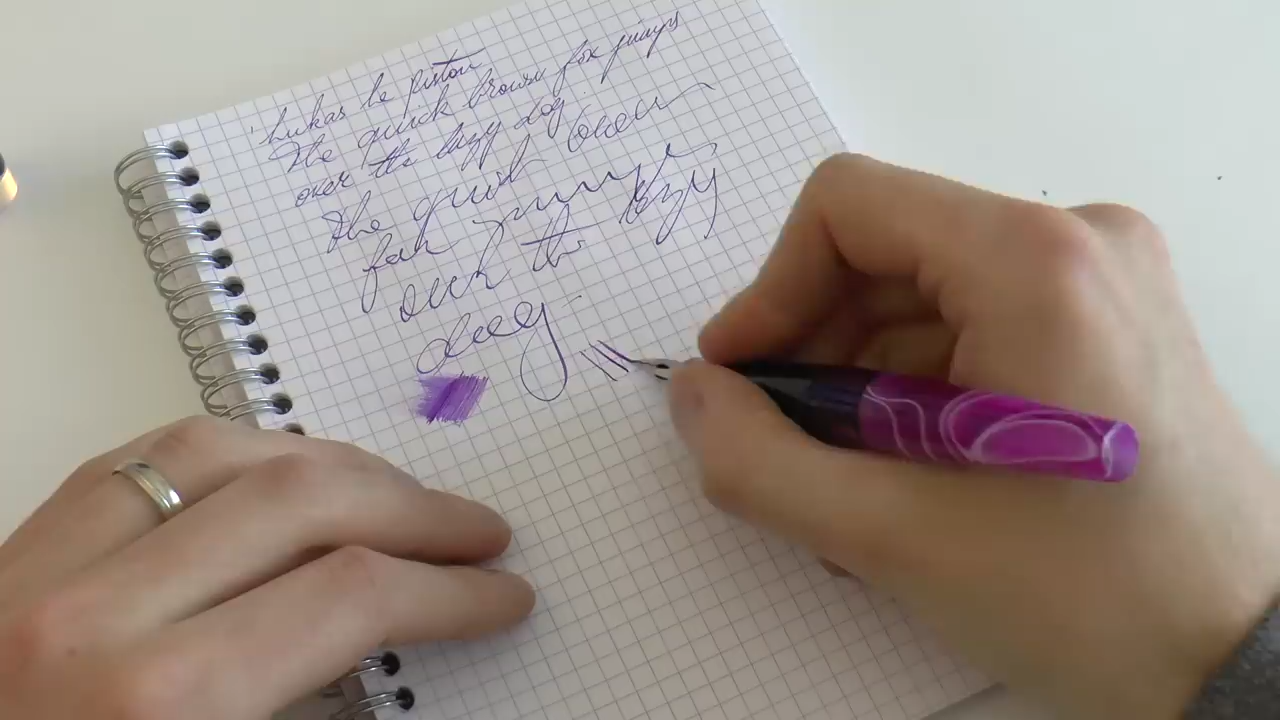 Lukas le piston
The quick brown fox jumps
over the lazy dog.
The quick brown
fox jumps
over the lazy
dog